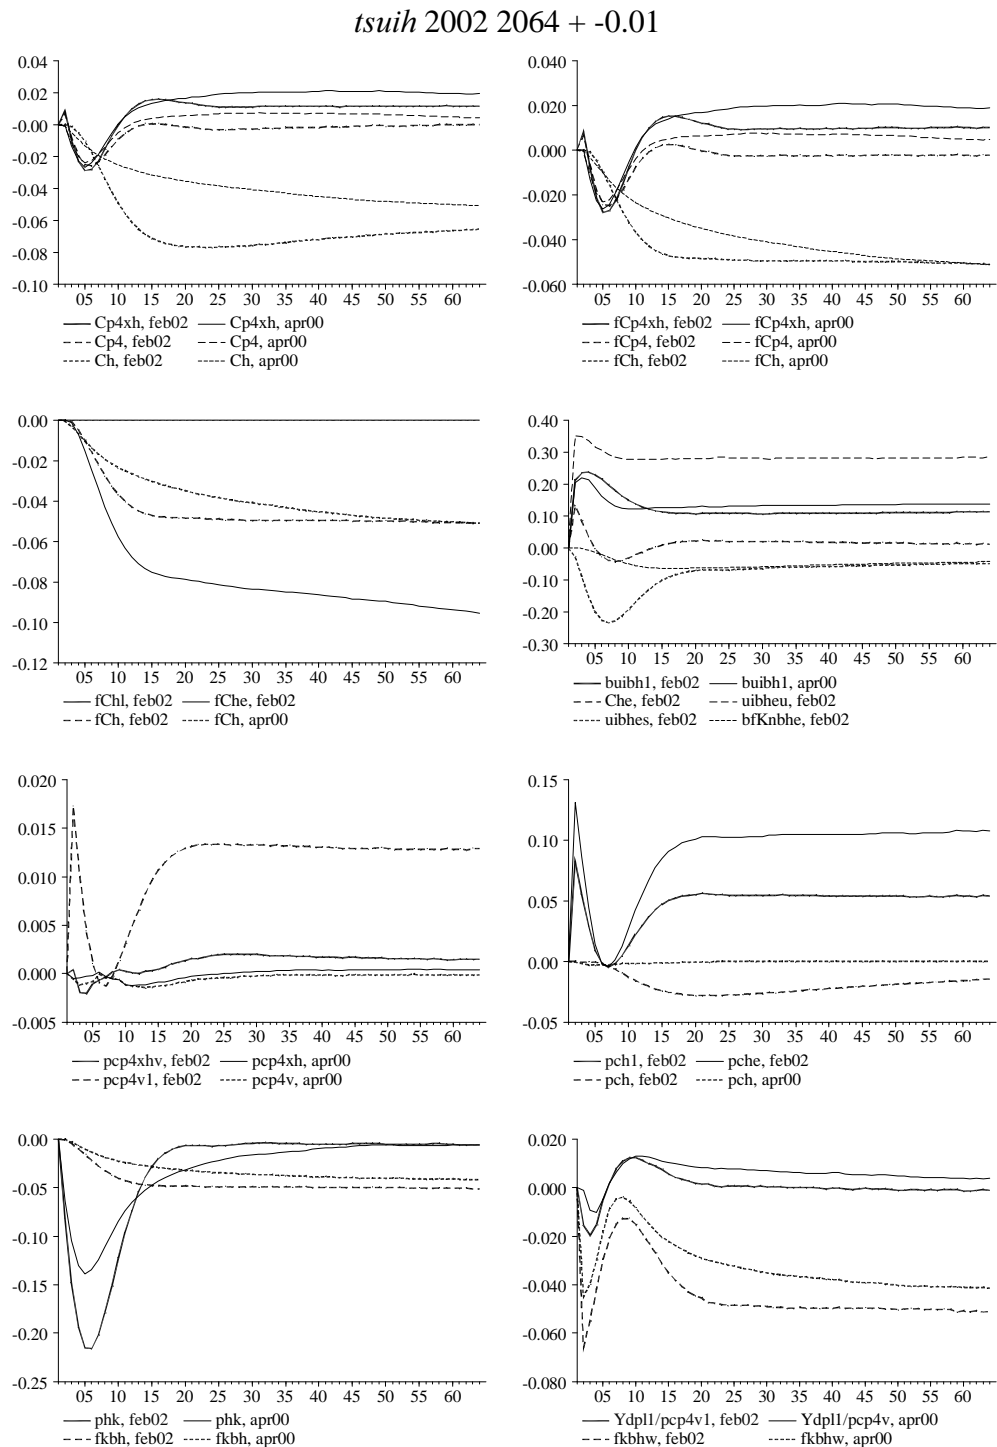 tsuih 2002 2064 + -0.01
0.04
0.02
-0.00
-0.02
-0.04
-0.06
-0.08
-0.10
05 10 15 20 25 30 35 40 45 50 55 60
Cp4xh, feb02 Cp4xh, apr00
Cp4, feb02 Cp4, apr00
Ch, feb02 Ch, apr00
0.040
0.020
0.000
-0.020
-0.040
-0.060
05 10 15 20 25 30 35 40 45 50 55 60
fCp4xh, feb02 fCp4xh, apr00
fCp4, feb02 fCp4, apr00
fCh, feb02 fCh, apr00
0.00
-0.02
-0.04
-0.06
-0.08
-0.10
-0.12
05 10 15 20 25 30 35 40 45 50 55 60
fChl, feb02 fChe, feb02
fCh, feb02 fCh, apr00
0.40
0.30
0.20
0.10
0.00
-0.10
-0.20
-0.30
05 10 15 20 25 30 35 40 45 50 55 60
buibh1, feb02 buibh1, apr00
Che, feb02 uibheu, feb02
uibhes, feb02 bfKnbhe, feb02
0.020
0.015
0.010
0.005
0.000
-0.005
05 10 15 20 25 30 35 40 45 50 55 60
pcp4xhv, feb02 pcp4xh, apr00
pcp4v1, feb02 pcp4v, apr00
0.15
0.10
0.05
0.00
-0.05
05 10 15 20 25 30 35 40 45 50 55 60
pch1, feb02 pche, feb02
pch, feb02 pch, apr00
0.00
-0.05
-0.10
-0.15
-0.20
-0.25
05 10 15 20 25 30 35 40 45 50 55 60
phk, feb02 phk, apr00
fkbh, feb02 fkbh, apr00
0.020
0.000
-0.020
-0.040
-0.060
-0.080
05 10 15 20 25 30 35 40 45 50 55 60
Ydpl1/pcp4v1, feb02 Ydpl1/pcp4v, apr00
fkbhw, feb02 fkbhw, apr00